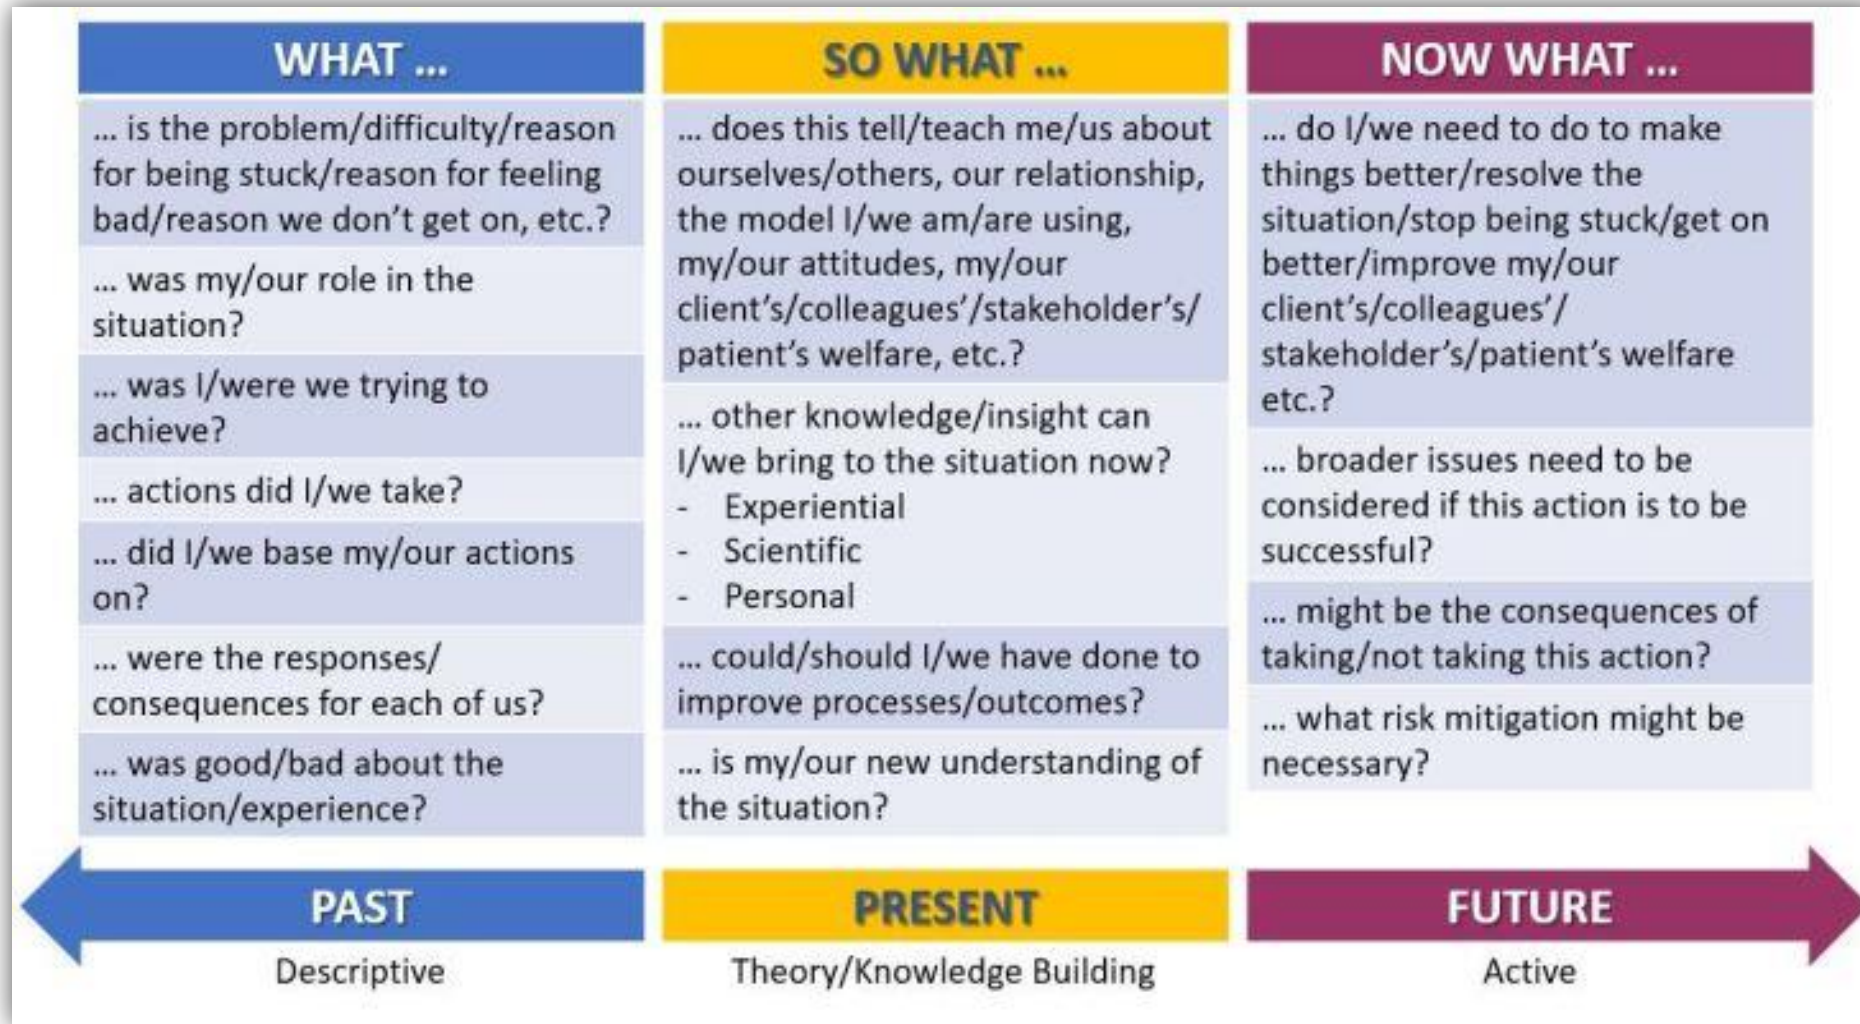 WHAT ...
... is the problem/difficulty/reason
for being stuck/reason for feeling
bad/reason we don't get on, etc.?
... was my/our role in the
situation?
... was I/were we trying to
achieve?
... actions did I/we take?
... did I/we base my/our actions
on?
... were the responses/
consequences for each of us?
... was good/bad about the
situation/experience?
PAST
Descriptive
SO WHAT ...
... does this tell/teach me/us about
ourselves/others, our relationship,
the model I/we am/are using,
my/our attitudes, my/our
client's/colleagues'/stakeholder's/
patient's welfare, etc.?
... other knowledge/insight can
I/we bring to the situation now?
- Experiential
- Scientific
- Personal
... could/should I/we have done to
improve processes/outcomes?
... is my/our new understanding of
the situation?
PRESENT
Theory/Knowledge Building
NOW WHAT ...
... do I/we need to do to make
things better/resolve the
situation/stop being stuck/get on
better/improve my/our
client's/colleagues'/
stakeholder's/patient's welfare
etc.?
... broader issues need to be
considered if this action is to be
successful?
... might be the consequences of
taking/not taking this action?
... what risk mitigation might be
necessary?
FUTURE
Active